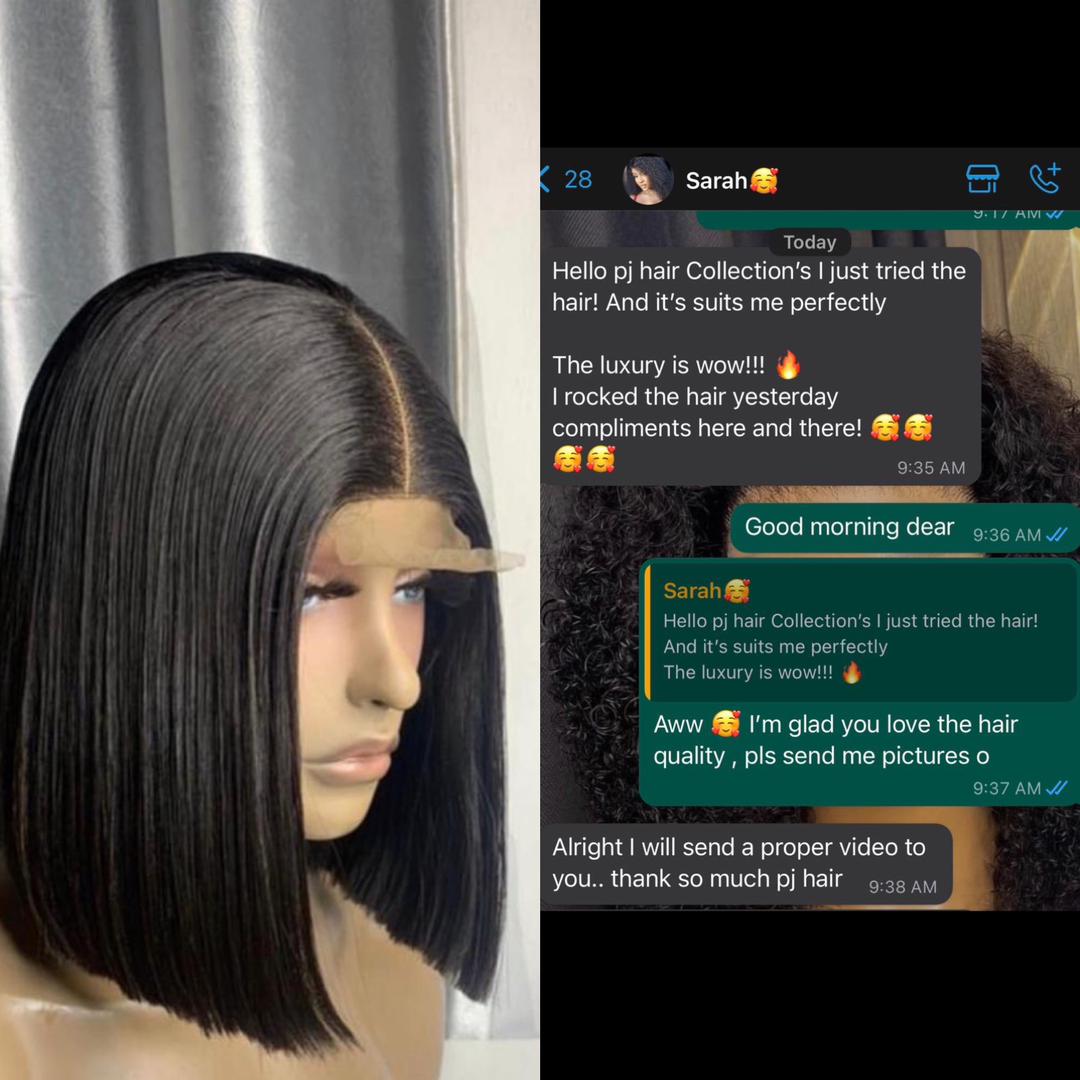 28
Sarah🥰
9:17 AM
Today
Hello pj hair Collection's I just tried the
hair! And it's suits me perfectly
The luxury is wow!!! 🔥
I rocked the hair yesterday
compliments here and there! 🥰🥰
🥰🥰
9:35 AM
Good morning dear
9:36 AM
Sarah🥰
Hello pj hair Collection's I just tried the hair!
And it's suits me perfectly
The luxury is wow!!! 🔥
Aww 🥰 I'm glad you love the hair
quality , pls send me pictures o
9:37 AM
Alright I will send a proper video to
you.. thank so much pj hair
9:38 AM